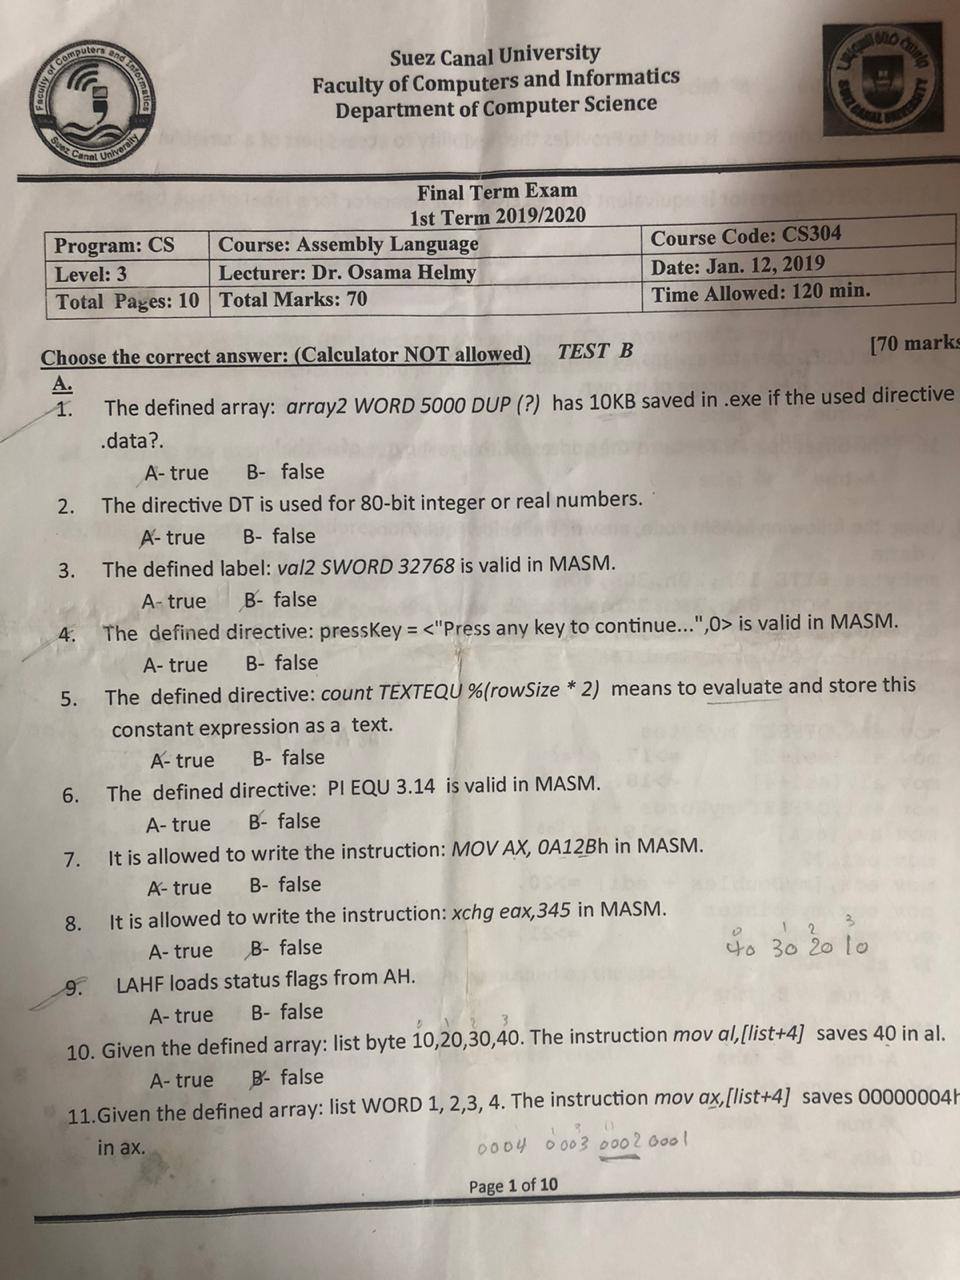 Faculty of Computers and Informatics
Suez Canal University
SUEZ CANAL UNIVERSITY
Suez Canal University
Faculty of Computers and Informatics
Department of Computer Science
Final Term Exam
1st Term 2019/2020
Program: CS Course: Assembly Language Course Code: CS304
Level: 3 Lecturer: Dr. Osama Helmy Date: Jan. 12, 2019
Total Pages: 10 Total Marks: 70 Time Allowed: 120 min.
Choose the correct answer: (Calculator NOT allowed) TEST B [70 marks
A.
1. The defined array: array2 WORD 5000 DUP (?) has 10KB saved in .exe if the used directive
.data?.
A- true B- false
2. The directive DT is used for 80-bit integer or real numbers.
A- true B- false
3. The defined label: val2 SWORD 32768 is valid in MASM.
A- true B- false
4. The defined directive: pressKey = <"Press any key to continue...",0> is valid in MASM.
A- true B- false
5. The defined directive: count TEXTEQU %(rowSize * 2) means to evaluate and store this
constant expression as a text.
A- true B- false
6. The defined directive: PI EQU 3.14 is valid in MASM.
A- true B- false
7. It is allowed to write the instruction: MOV AX, 0A12Bh in MASM.
A- true B- false
8. It is allowed to write the instruction: xchg eax,345 in MASM.
A- true B- false
0 1 2 3
40 30 20 10
9. LAHF loads status flags from AH.
A- true B- false
0 1 2 3
10. Given the defined array: list byte 10,20,30,40. The instruction mov al,[list+4] saves 40 in al.
A- true B- false
11.Given the defined array: list WORD 1, 2,3, 4. The instruction mov ax,[list+4] saves 00000004H
in ax.
0004 0003 0002 0001
Page 1 of 10